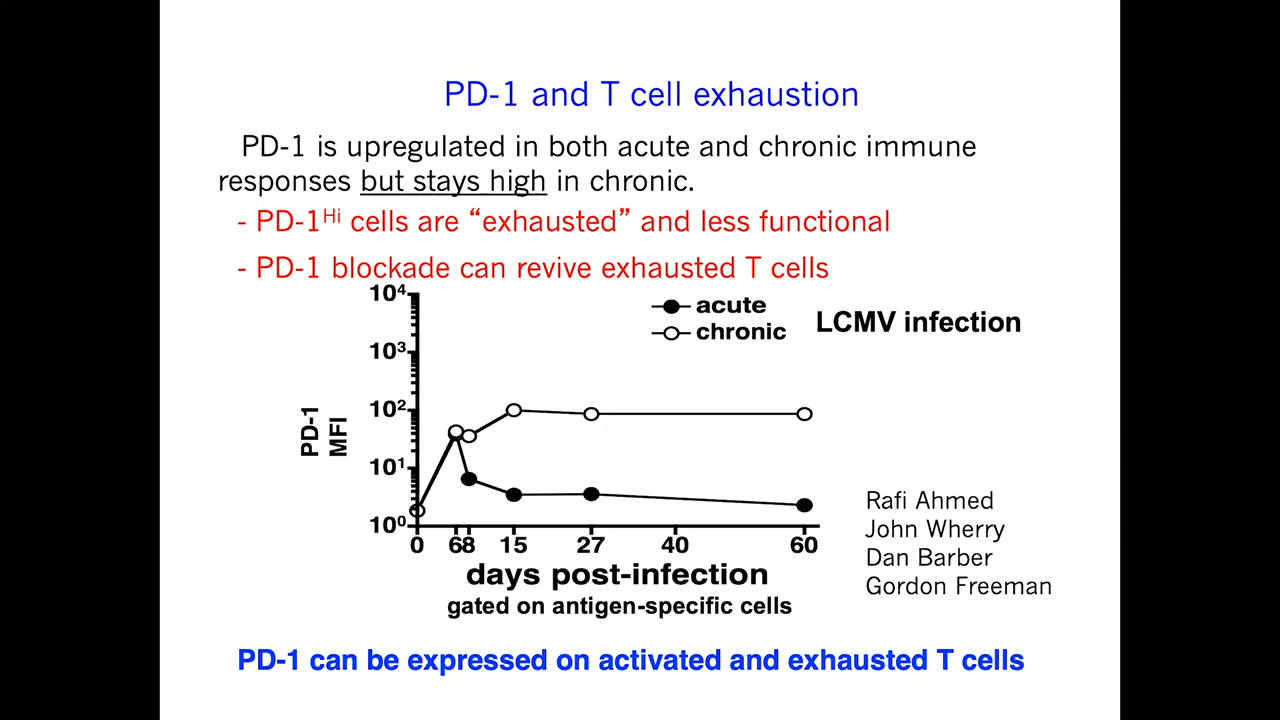 PD-1 and T cell exhaustion
PD-1 is upregulated in both acute and chronic immune
responses but stays high in chronic.
- PD-1Hi cells are “exhausted” and less functional
- PD-1 blockade can revive exhausted T cells
acute
chronic
LCMV infection
10⁴
10³
10²
10¹
10⁰
PD-1
MFI
0 6 8 15 27 40 60
days post-infection
gated on antigen-specific cells
Rafi Ahmed
John Wherry
Dan Barber
Gordon Freeman
PD-1 can be expressed on activated and exhausted T cells